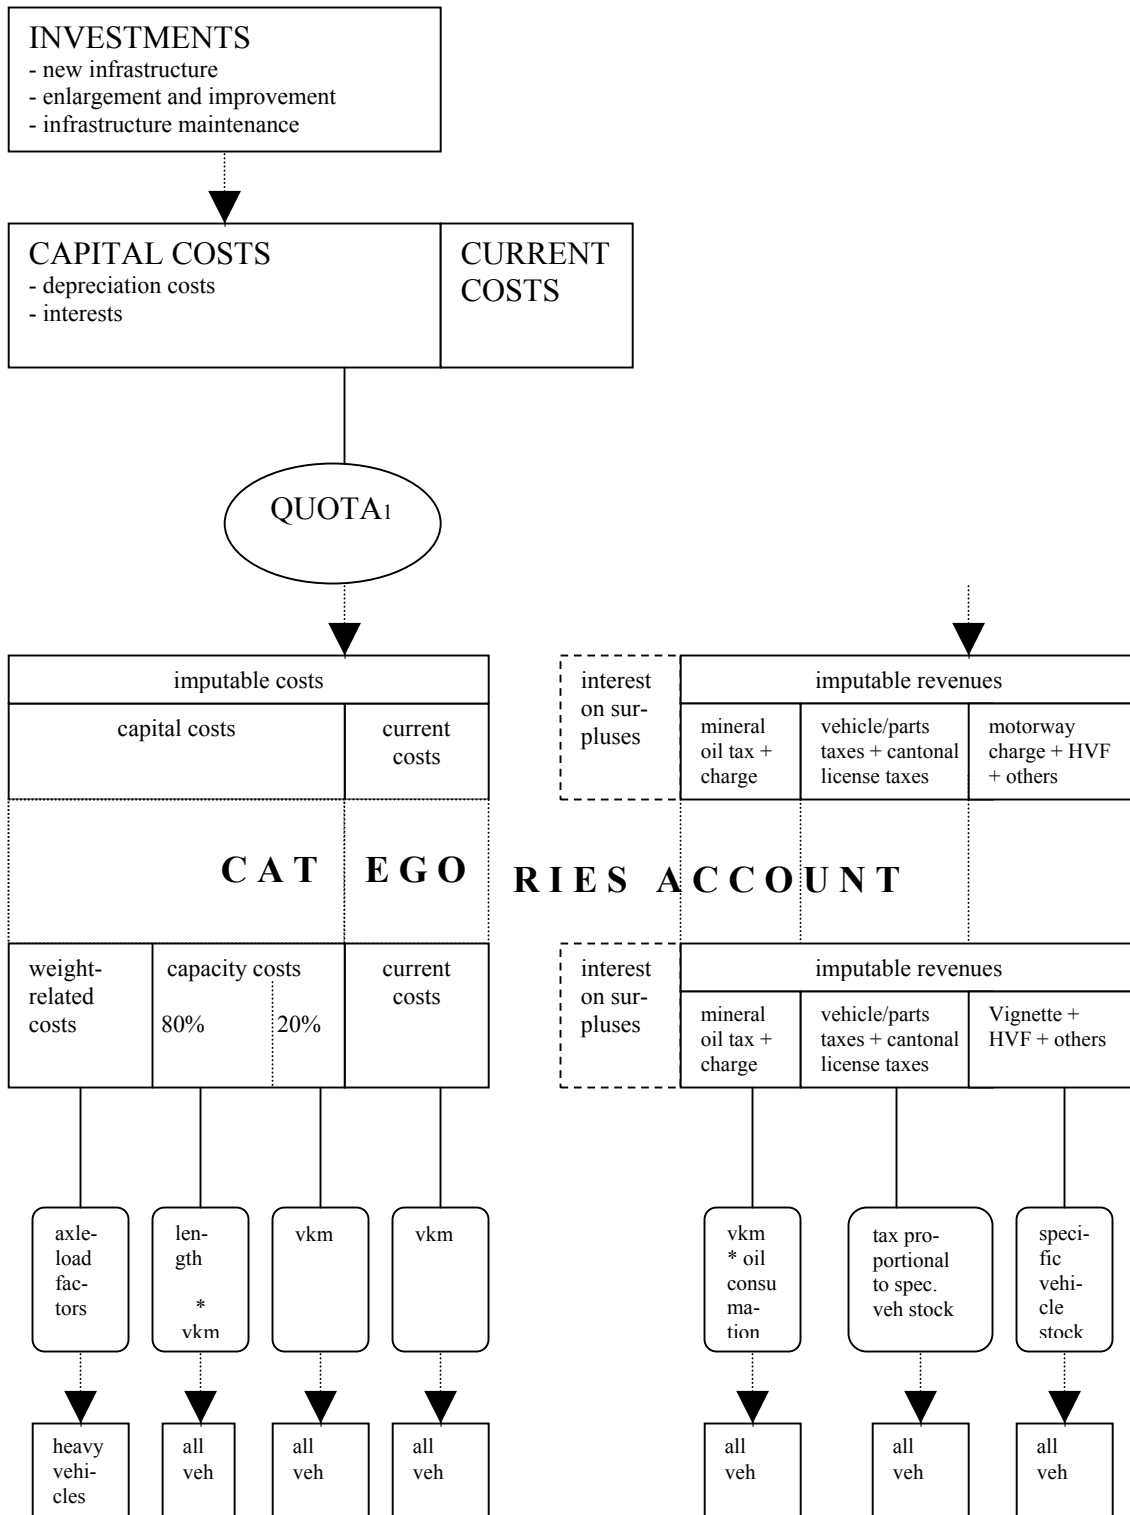 INVESTMENTS
- new infrastructure
- enlargement and improvement
- infrastructure maintenance
CAPITAL COSTS
- depreciation costs
- interests
CURRENT
COSTS
QUOTA1
imputable costs
capital costs
current
costs
interest
on sur-
pluses
imputable revenues
mineral
oil tax +
charge
vehicle/parts
taxes + cantonal
license taxes
motorway
charge + HVF
+ others
C A T E G O R I E S A C C O U N T
weight-
related
costs
capacity costs
80% 20%
current
costs
interest
on sur-
pluses
imputable revenues
mineral
oil tax +
charge
vehicle/parts
taxes + cantonal
license taxes
Vignette +
HVF + others
axle-
load
fac-
tors
len-
gth
*
vkm
vkm
vkm
vkm
* oil
consu
ma-
tion
tax pro-
portional
to spec.
veh stock
speci-
fic
vehi-
cle
stock
heavy
vehi-
cles
all
veh
all
veh
all
veh
all
veh
all
veh
all
veh